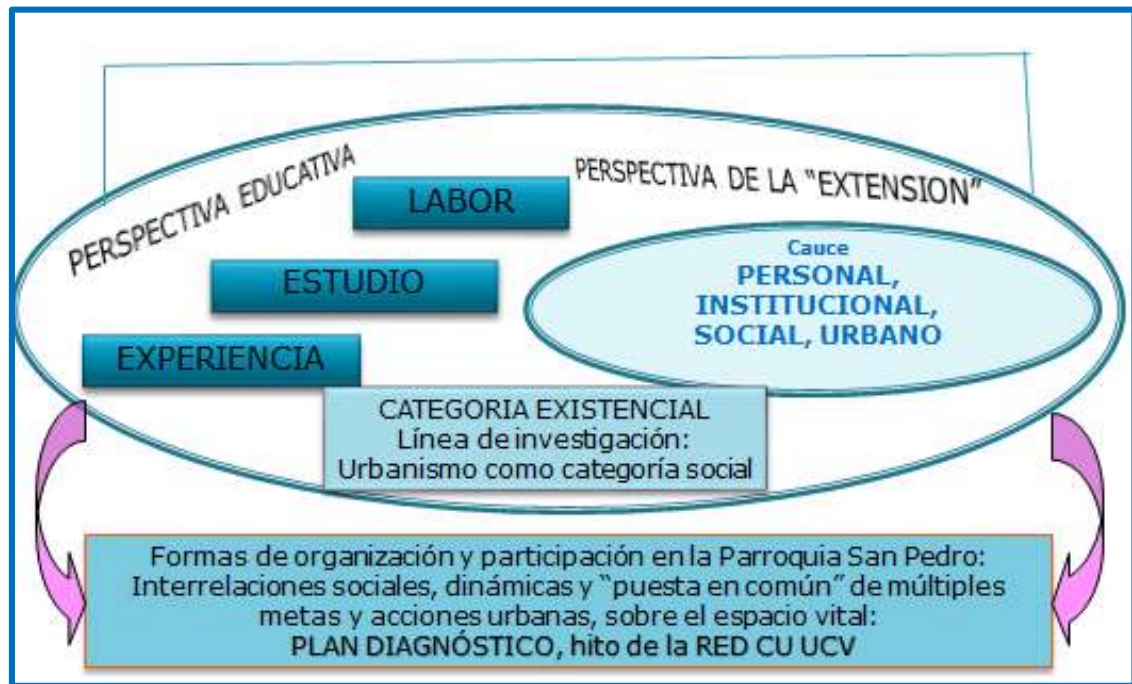 PERSPECTIVA EDUCATIVA
PERSPECTIVA DE LA "EXTENSION"
LABOR
ESTUDIO
EXPERIENCIA
Cauce
PERSONAL,
INSTITUCIONAL,
SOCIAL, URBANO
CATEGORIA EXISTENCIAL
Línea de investigación:
Urbanismo como categoría social
Formas de organización y participación en la Parroquia San Pedro:
Interrelaciones sociales, dinámicas y “puesta en común” de múltiples
metas y acciones urbanas, sobre el espacio vital:
PLAN DIAGNÓSTICO, hito de la RED CU UCV